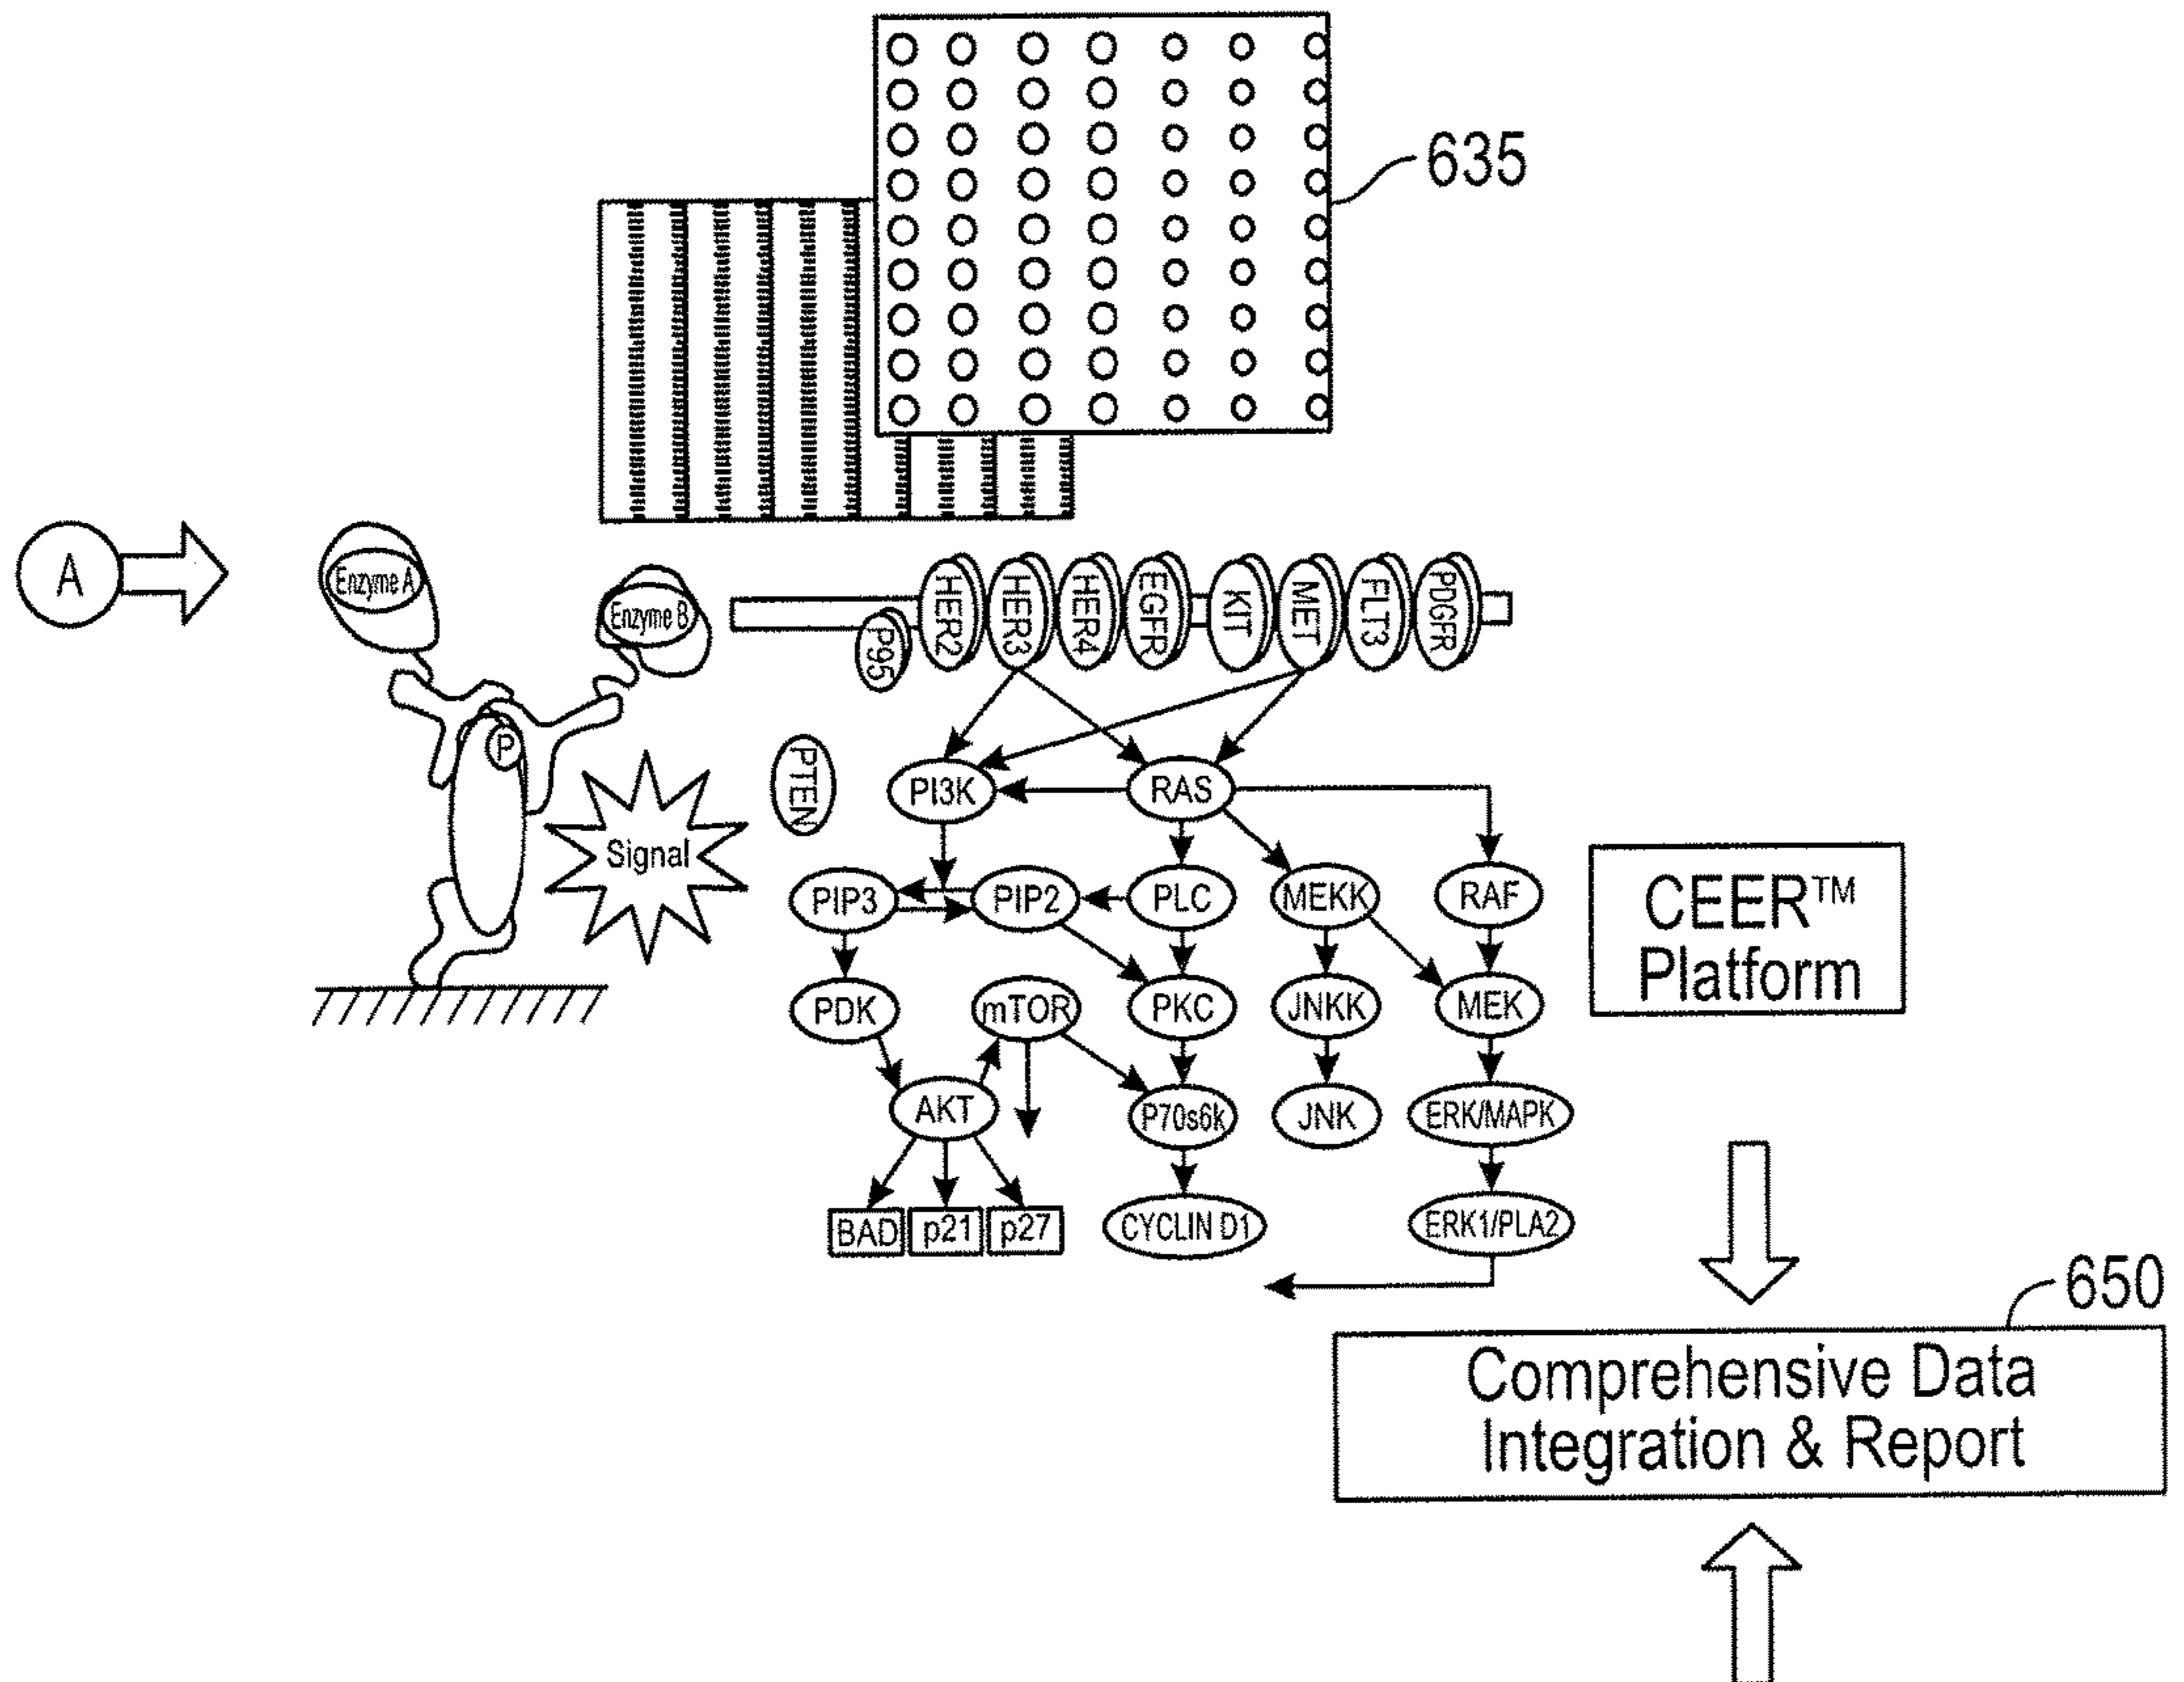 635
A
Enzyme A
Enzyme B
P
Signal
P95
HER2
HER3
HER4
EGFR
KIT
MET
FLT3
PDGFR
PTEN
PI3K
RAS
PIP3
PIP2
PLC
MEKK
RAF
PDK
mTOR
PKC
JNKK
MEK
AKT
P70s6k
JNK
ERK/MAPK
BAD
p21
p27
CYCLIN D1
ERK1/PLA2
CEER™
Platform
650
Comprehensive Data
Integration & Report